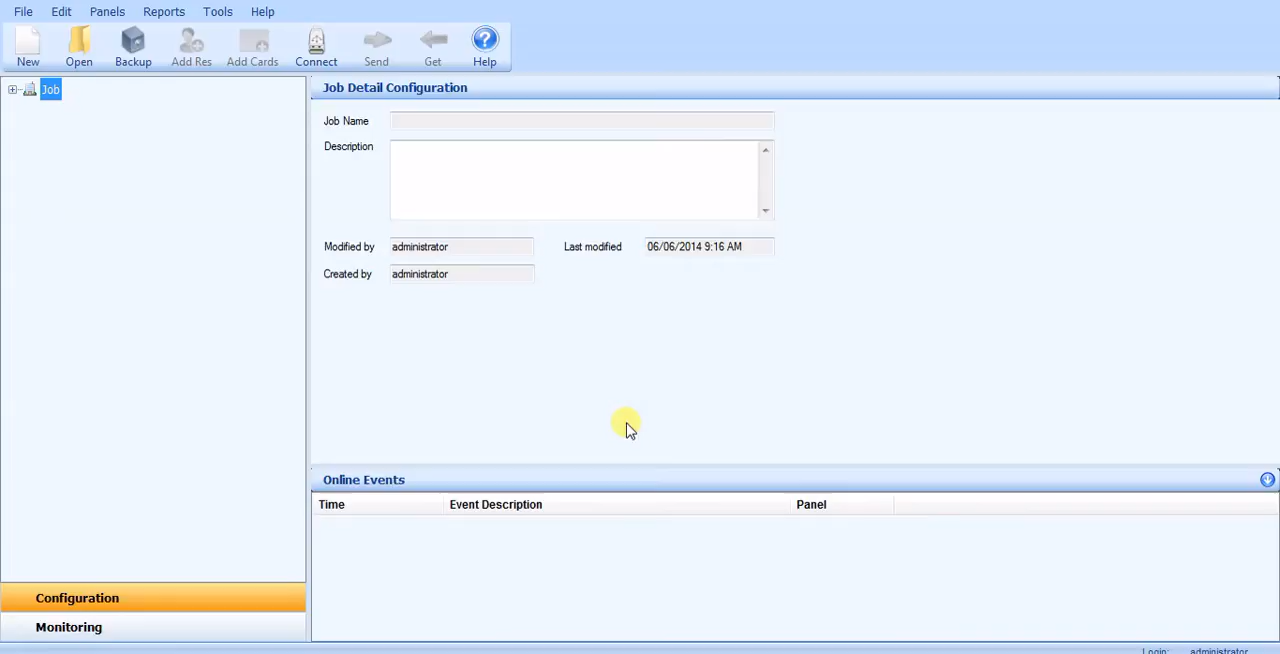 File Edit Panels Reports Tools Help
New Open Backup Add Res Add Cards Connect Send Get Help
Job
Job Detail Configuration
Job Name
Description
Modified by administrator Last modified 06/06/2014 9:16 AM
Created by administrator
Online Events
Time Event Description Panel
Configuration
Monitoring
Login: administrator